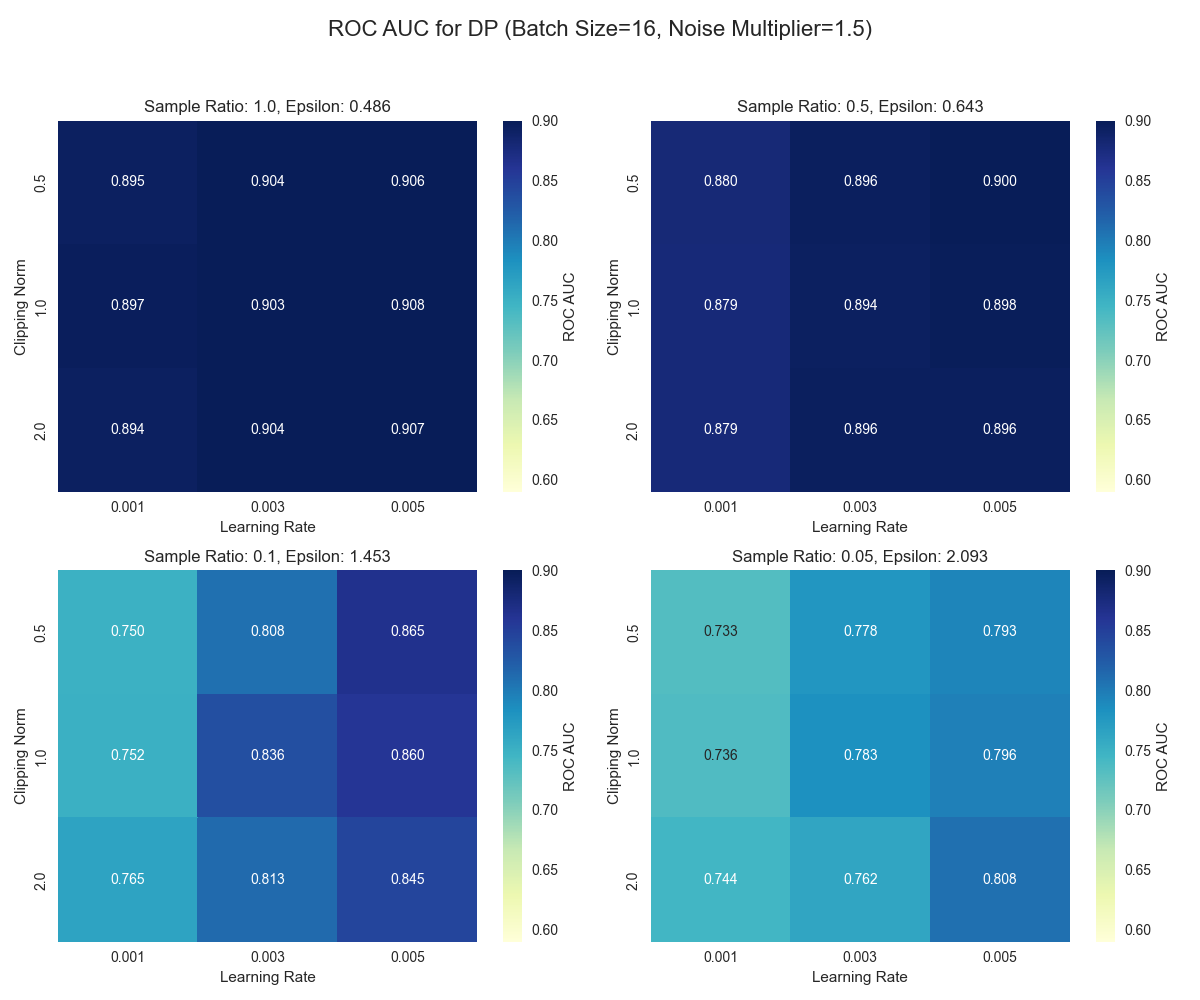 ROC AUC for DP (Batch Size=16, Noise Multiplier=1.5)
Sample Ratio: 1.0, Epsilon: 0.486
0.5
1.0
2.0
Clipping Norm
0.895 0.904 0.906
0.897 0.903 0.908
0.894 0.904 0.907
0.001 0.003 0.005
Learning Rate
0.90
0.85
0.80
0.75
0.70
0.65
0.60
ROC AUC
Sample Ratio: 0.5, Epsilon: 0.643
0.5
1.0
2.0
Clipping Norm
0.880 0.896 0.900
0.879 0.894 0.898
0.879 0.896 0.896
0.001 0.003 0.005
Learning Rate
0.90
0.85
0.80
0.75
0.70
0.65
0.60
ROC AUC
Sample Ratio: 0.1, Epsilon: 1.453
0.5
1.0
2.0
Clipping Norm
0.750 0.808 0.865
0.752 0.836 0.860
0.765 0.813 0.845
0.001 0.003 0.005
Learning Rate
0.90
0.85
0.80
0.75
0.70
0.65
0.60
ROC AUC
Sample Ratio: 0.05, Epsilon: 2.093
0.5
1.0
2.0
Clipping Norm
0.733 0.778 0.793
0.736 0.783 0.796
0.744 0.762 0.808
0.001 0.003 0.005
Learning Rate
0.90
0.85
0.80
0.75
0.70
0.65
0.60
ROC AUC